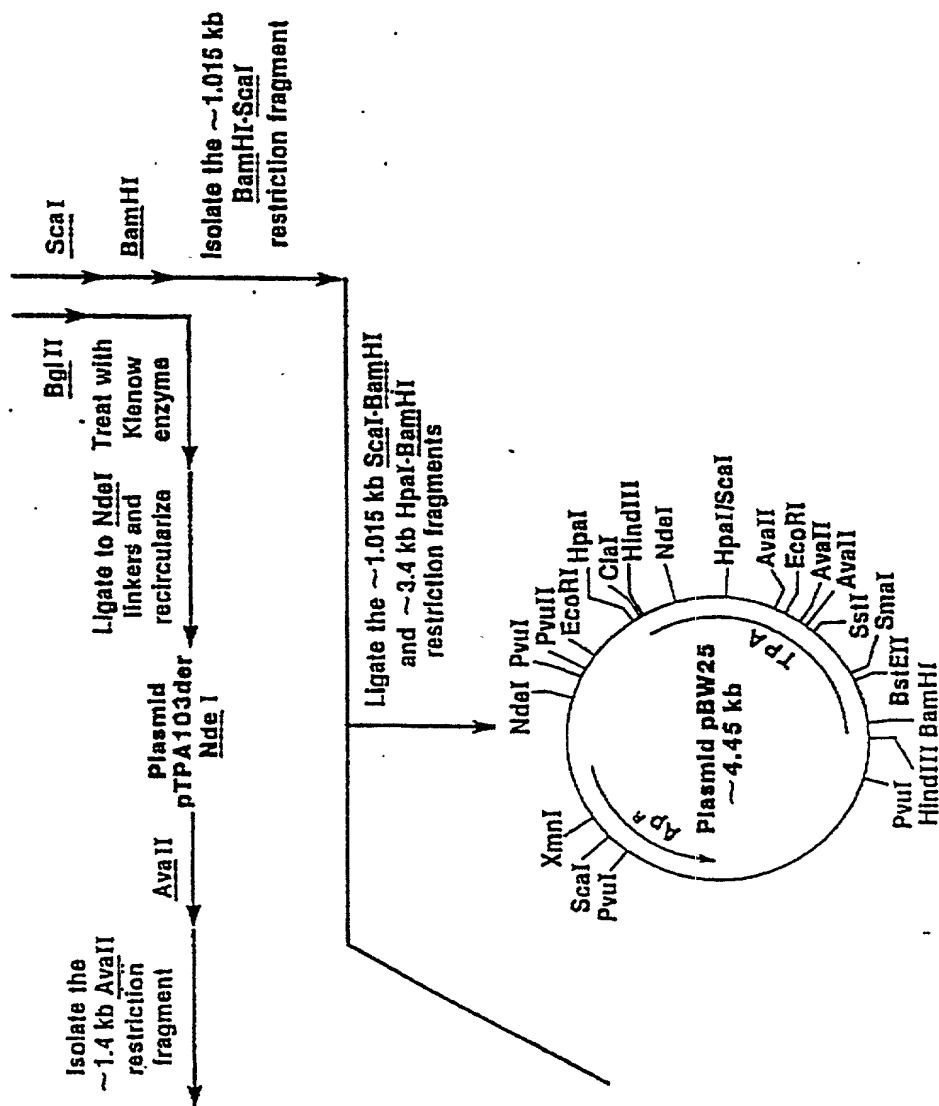 Isolate the
~1.4 kb AvaII
restriction
fragment
AvaII
Plasmid
pTPA103der
NdeI
Ligate to NdeI
linkers and
recircularize
BglII
Treat with
Klenow
enzyme
ScaI
BamHI
Isolate the ~1.015 kb
BamHI-ScaI
restriction fragment
Ligate the ~1.015 kb ScaI-BamHI
and ~3.4 kb HpaI-BamHI
restriction fragments
NdeI
PvuI
PvuII
EcoRI
HpaI
ClaI
HindIII
NdeI
HpaI/ScaI
AvaII
EcoRI
AvaII
AvaII
SstI
SmaI
BstEII
BamHI
HindIII
PvuI
PvuI
ScaI
XmnI
ApR
TPA
Plasmid pBW25
~4.45 kb